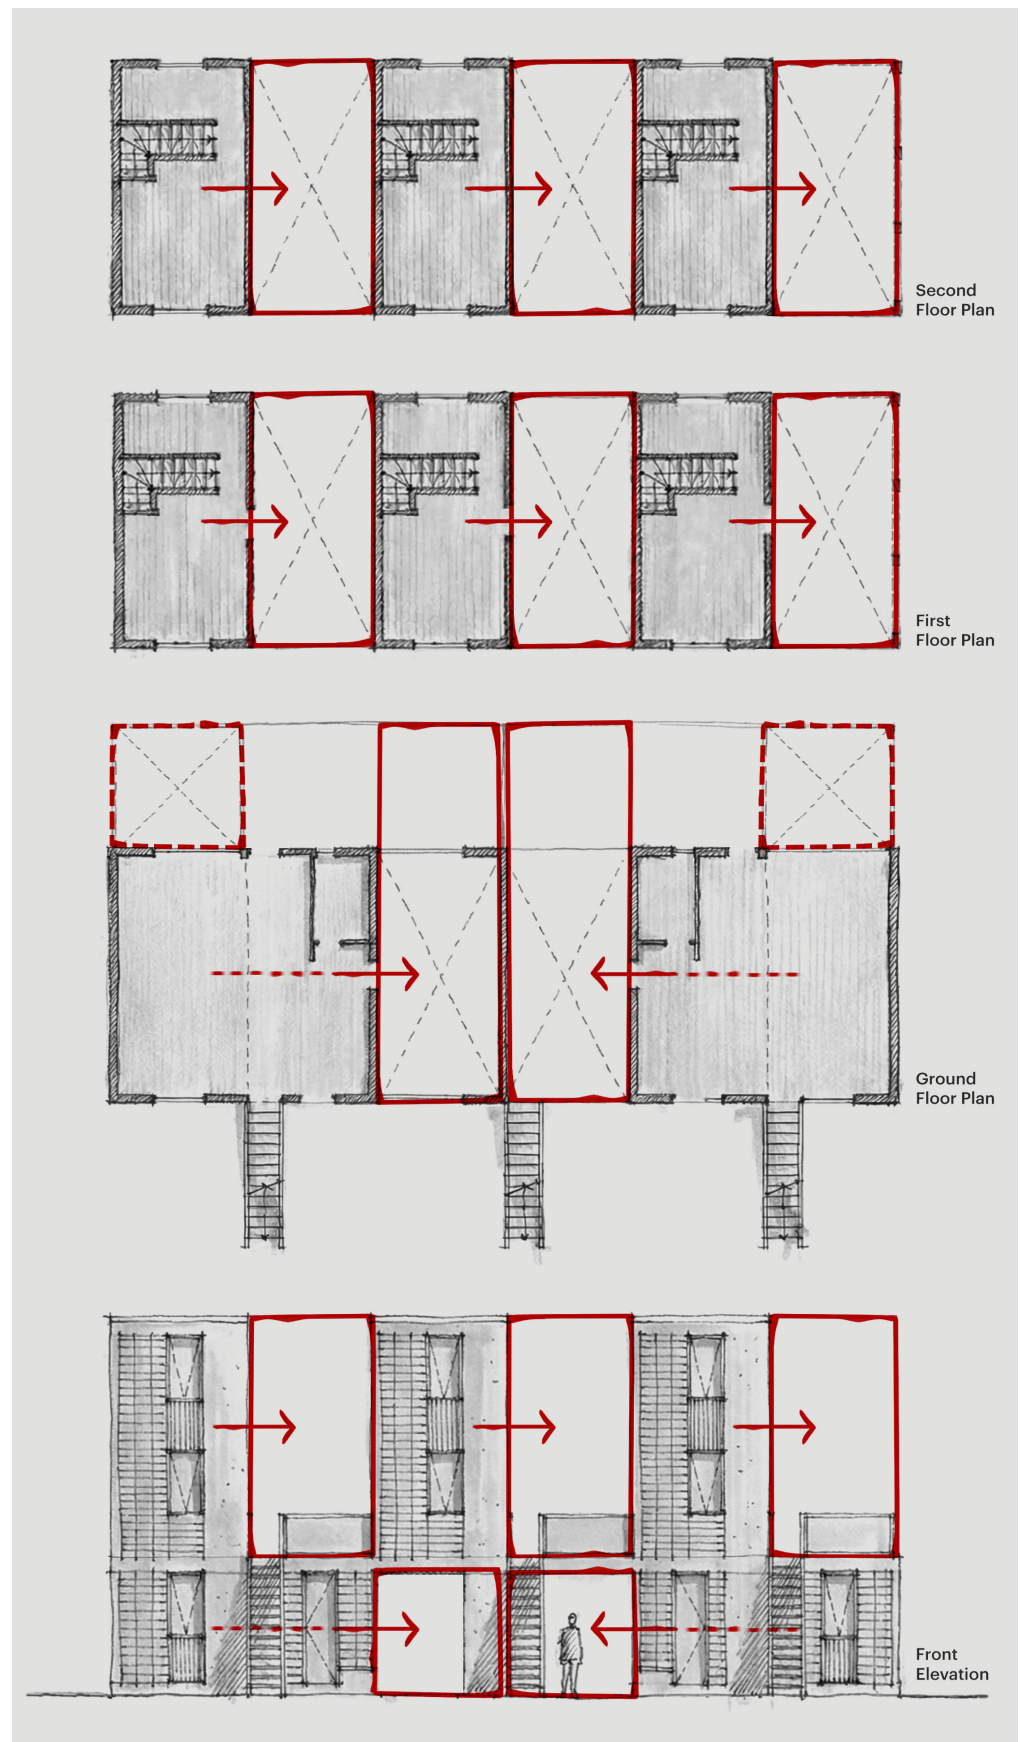 Second
Floor Plan
First
Floor Plan
Ground
Floor Plan
Front
Elevation